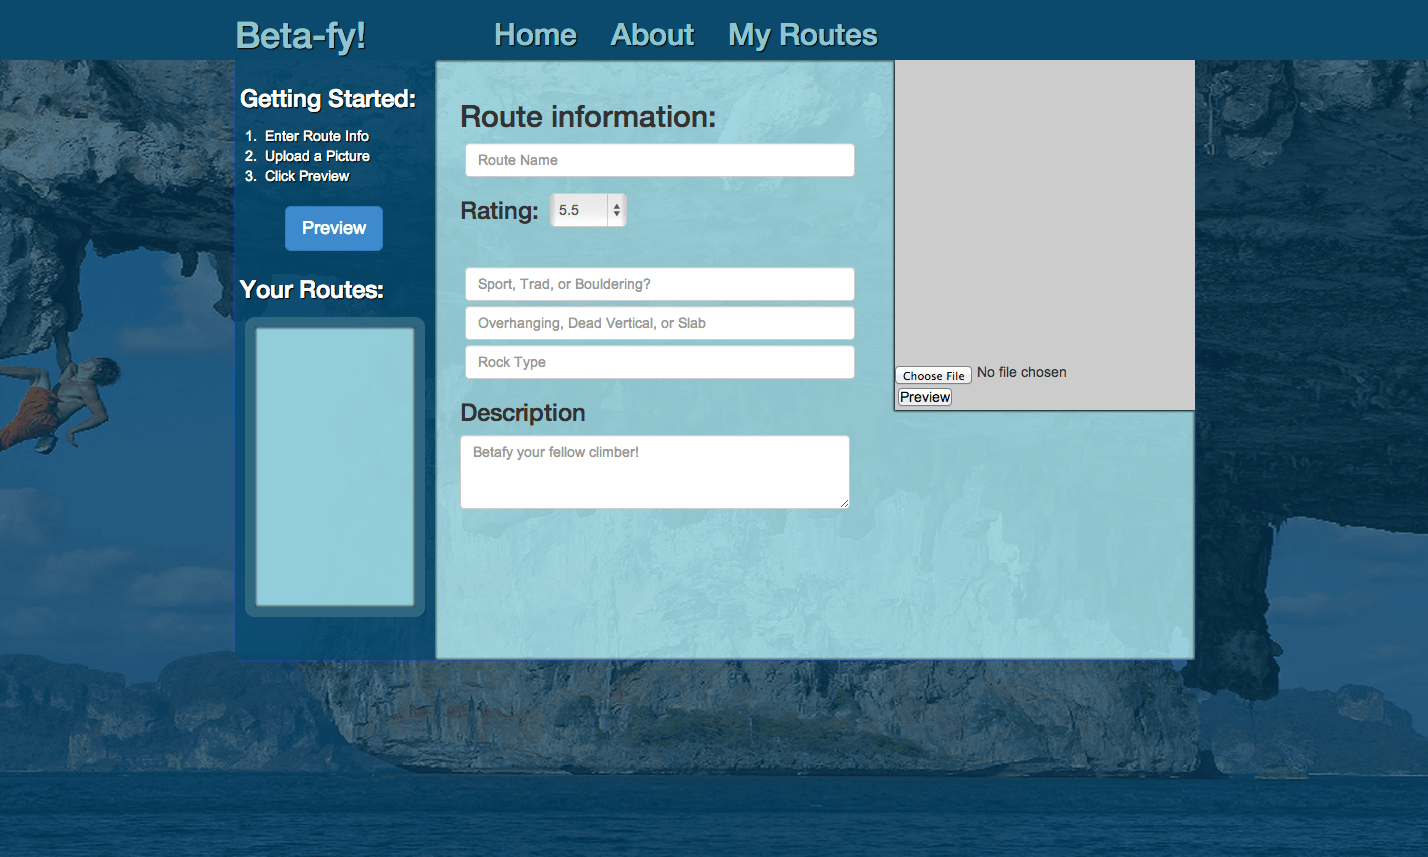 Beta-fy!
Home
About
My Routes
Getting Started:
1. Enter Route Info
2. Upload a Picture
3. Click Preview
Preview
Your Routes:
Route information:
Route Name
Rating: 5.5
Sport, Trad, or Bouldering?
Overhanging, Dead Vertical, or Slab
Rock Type
Description
Betafy your fellow climber!
Choose File No file chosen
Preview